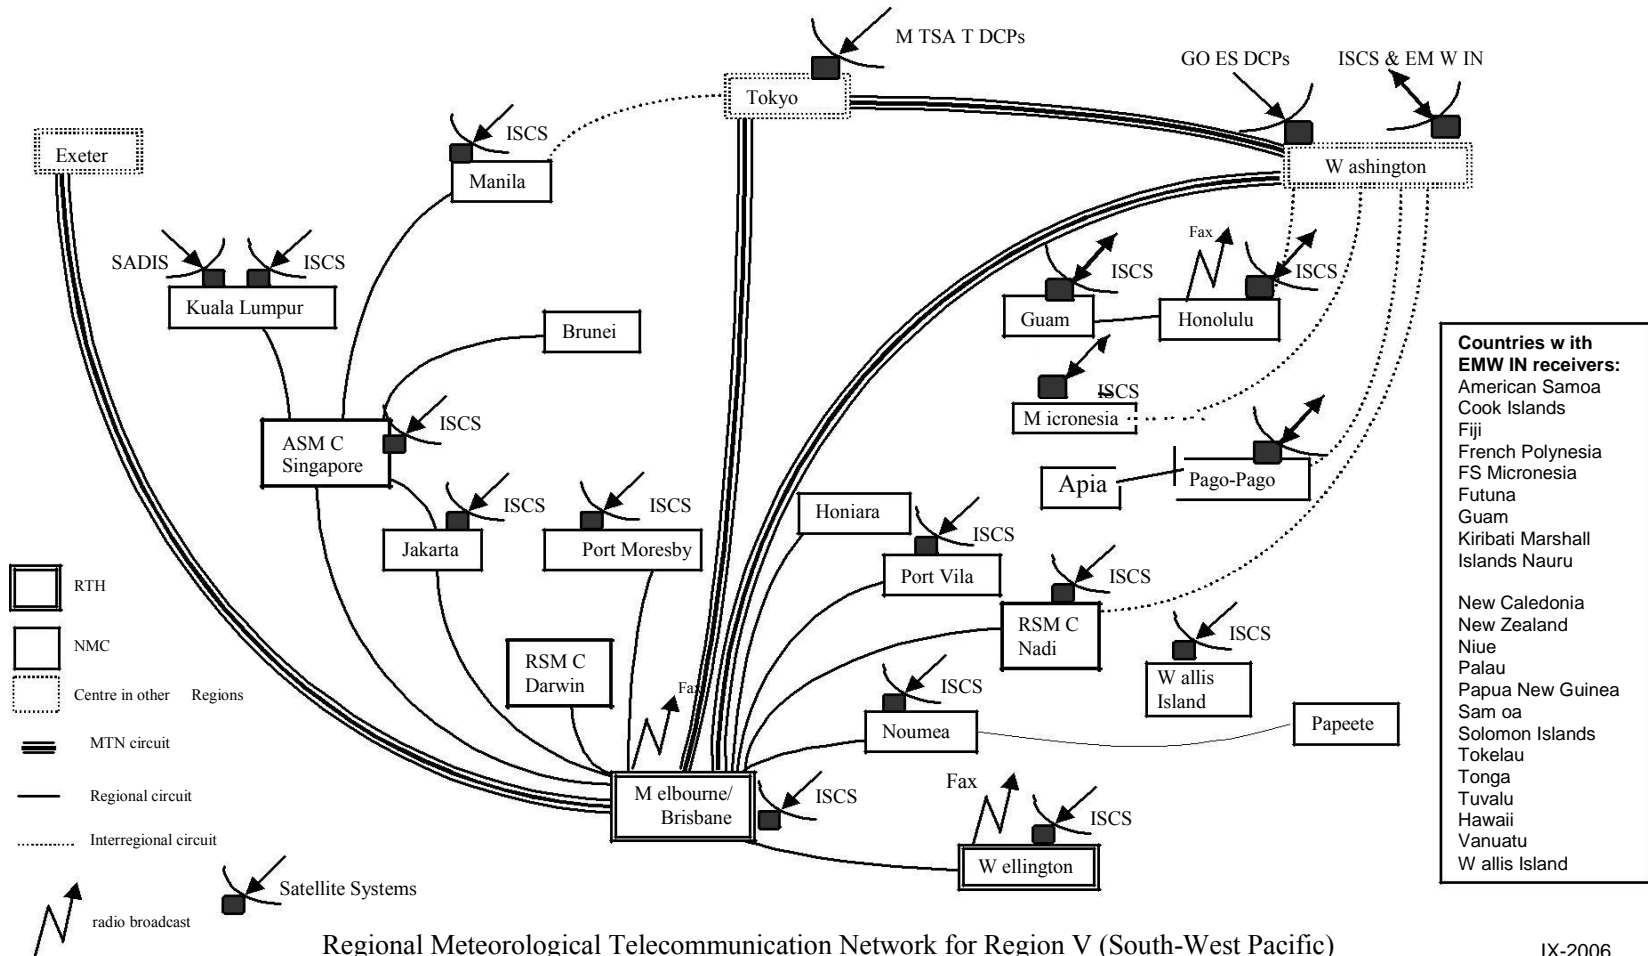 M TSA T DCPs
GO ES DCPs
ISCS & EM W IN
Tokyo
ISCS
Exeter
Manila
W ashington
Fax
SADIS
ISCS
ISCS
ISCS
Kuala Lumpur
Guam
Honolulu
Brunei
Countries w ith
EMW IN receivers:
American Samoa
Cook Islands
Fiji
French Polynesia
FS Micronesia
Futuna
Guam
Kiribati Marshall
Islands Nauru
New Caledonia
New Zealand
Niue
Palau
Papua New Guinea
Sam oa
Solomon Islands
Tokelau
Tonga
Tuvalu
Hawaii
Vanuatu
W allis Island
ISCS
M icronesia
ISCS
ASM C
Singapore
Apia
Pago-Pago
ISCS
ISCS
Honiara
ISCS
Jakarta
Port Moresby
Port Vila
ISCS
RTH
RSM C
Nadi
ISCS
NMC
RSM C
Darwin
W allis
Island
Centre in other Regions
Fax
ISCS
Noumea
Papeete
MTN circuit
Fax
M elbourne/
Brisbane
ISCS
Regional circuit
ISCS
Interregional circuit
W ellington
Satellite Systems
radio broadcast
Regional Meteorological Telecommunication Network for Region V (South-West Pacific)
IX-2006